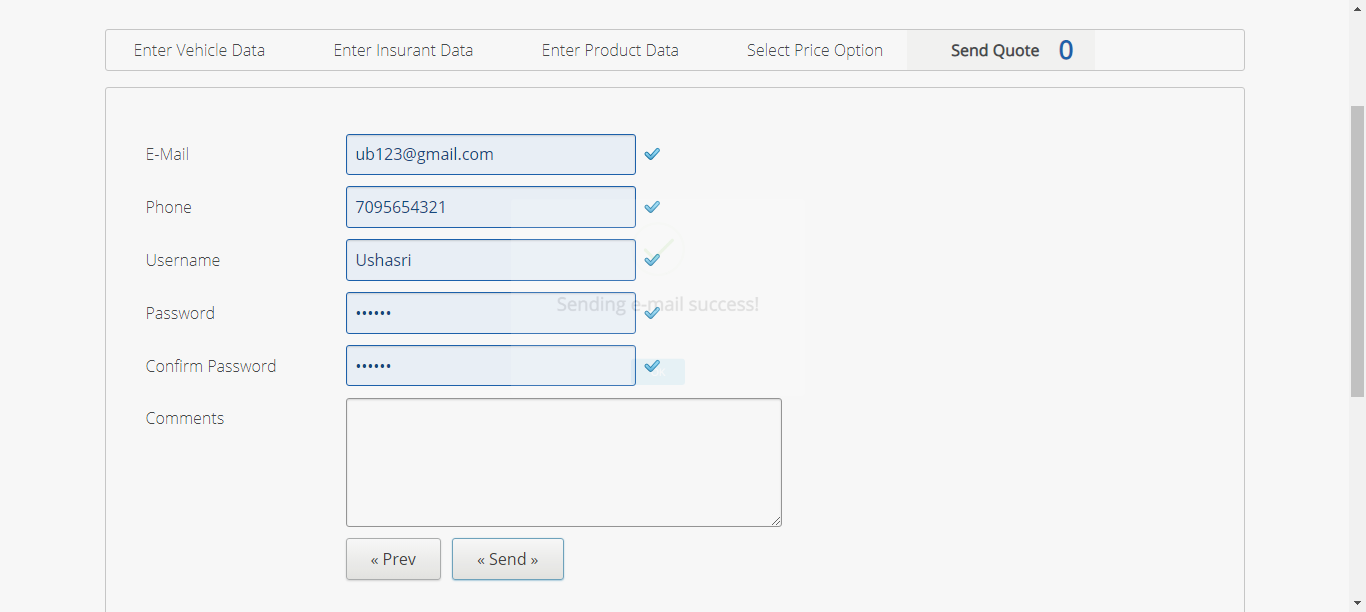 Enter Vehicle Data Enter Insurant Data Enter Product Data Select Price Option Send Quote 0
E-Mail ub123@gmail.com
Phone 7095654321
Username Ushasri
Sending e-mail success!
Password ••••••
Confirm Password ••••••
Comments
« Prev « Send »